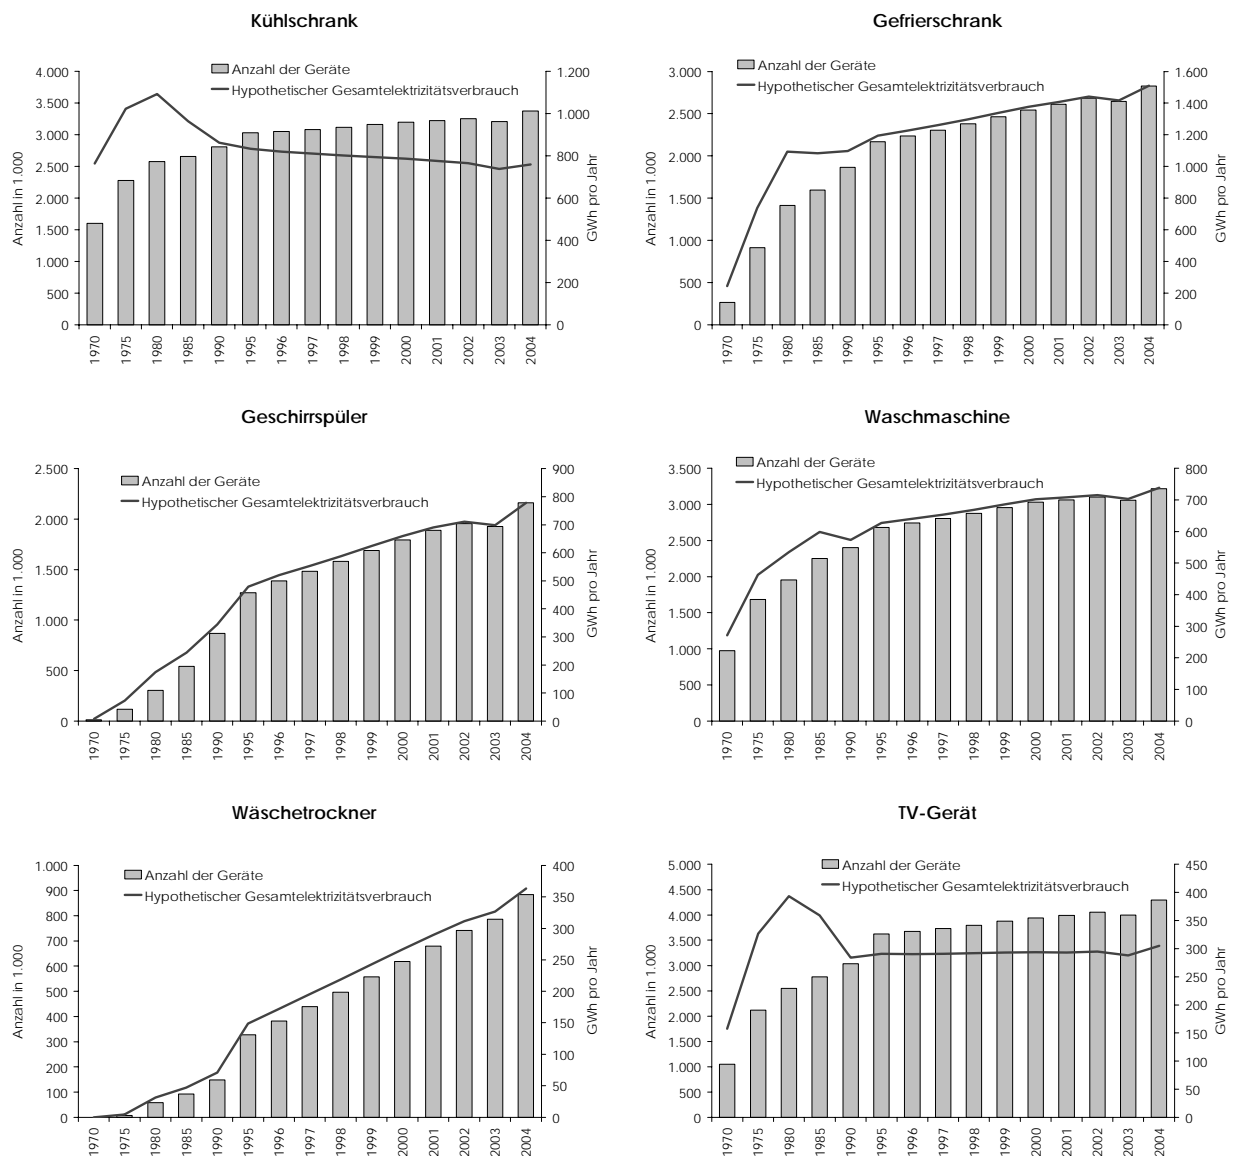 Kühlschrank
Anzahl der Geräte
Hypothetischer Gesamtelektrizitätsverbrauch
Anzahl in 1.000
4.000
3.500
3.000
2.500
2.000
1.500
1.000
500
0
1.200
1.000
800
600
400
200
0
GWh pro Jahr
1970 1975 1980 1985 1990 1995 1996 1997 1998 1999 2000 2001 2002 2003 2004
Gefrierschrank
Anzahl der Geräte
Hypothetischer Gesamtelektrizitätsverbrauch
Anzahl in 1.000
3.000
2.500
2.000
1.500
1.000
500
0
1.600
1.400
1.200
1.000
800
600
400
200
0
GWh pro Jahr
1970 1975 1980 1985 1990 1995 1996 1997 1998 1999 2000 2001 2002 2003 2004
Geschirrspüler
Anzahl der Geräte
Hypothetischer Gesamtelektrizitätsverbrauch
Anzahl in 1.000
2.500
2.000
1.500
1.000
500
0
900
800
700
600
500
400
300
200
100
0
GWh pro Jahr
1970 1975 1980 1985 1990 1995 1996 1997 1998 1999 2000 2001 2002 2003 2004
Waschmaschine
Anzahl der Geräte
Hypothetischer Gesamtelektrizitätsverbrauch
Anzahl in 1.000
3.500
3.000
2.500
2.000
1.500
1.000
500
0
800
700
600
500
400
300
200
100
0
GWh pro Jahr
1970 1975 1980 1985 1990 1995 1996 1997 1998 1999 2000 2001 2002 2003 2004
Wäschetrockner
Anzahl der Geräte
Hypothetischer Gesamtelektrizitätsverbrauch
Anzahl in 1.000
1.000
900
800
700
600
500
400
300
200
100
0
400
350
300
250
200
150
100
50
0
GWh pro Jahr
1970 1975 1980 1985 1990 1995 1996 1997 1998 1999 2000 2001 2002 2003 2004
TV-Gerät
Anzahl der Geräte
Hypothetischer Gesamtelektrizitätsverbrauch
Anzahl in 1.000
5.000
4.500
4.000
3.500
3.000
2.500
2.000
1.500
1.000
500
0
450
400
350
300
250
200
150
100
50
0
GWh pro Jahr
1970 1975 1980 1985 1990 1995 1996 1997 1998 1999 2000 2001 2002 2003 2004